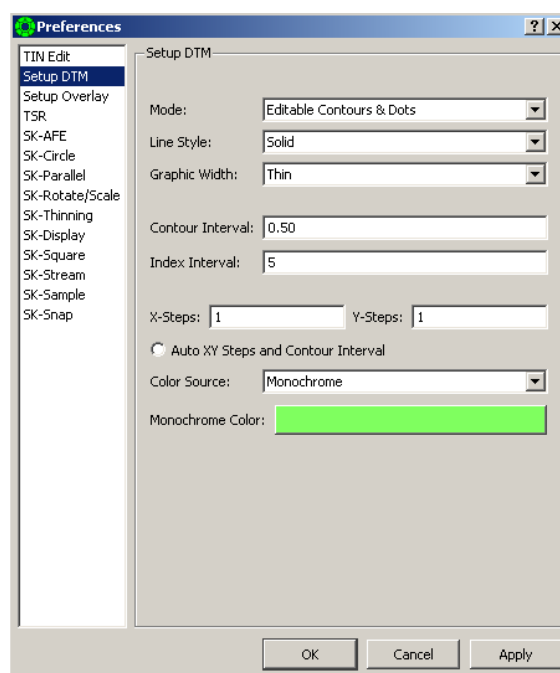 Preferences
TIN Edit
Setup DTM
Setup Overlay
TSR
SK-AFE
SK-Circle
SK-Parallel
SK-Rotate/Scale
SK-Thinning
SK-Display
SK-Square
SK-Stream
SK-Sample
SK-Snap
Setup DTM
Mode: Editable Contours & Dots
Line Style: Solid
Graphic Width: Thin
Contour Interval: 0.50
Index Interval: 5
X-Steps: 1 Y-Steps: 1
Auto XY Steps and Contour Interval
Color Source: Monochrome
Monochrome Color:
OK Cancel Apply